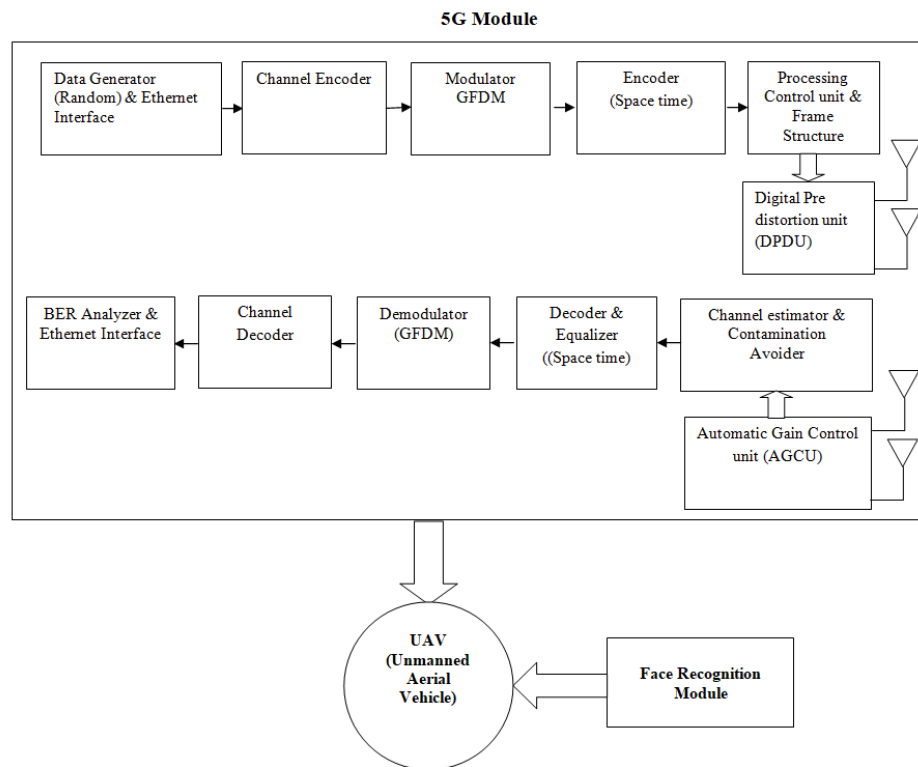 5G Module
Data Generator
(Random) & Ethernet
Interface
Channel Encoder
Modulator
GFDM
Encoder
(Space time)
Processing
Control unit &
Frame
Structure
Digital Pre
distortion unit
(DPDU)
BER Analyzer &
Ethernet Interface
Channel
Decoder
Demodulator
(GFDM)
Decoder &
Equalizer
((Space time)
Channel estimator &
Contamination
Avoider
Automatic Gain Control
unit (AGCU)
UAV
(Unmanned
Aerial
Vehicle)
Face Recognition
Module